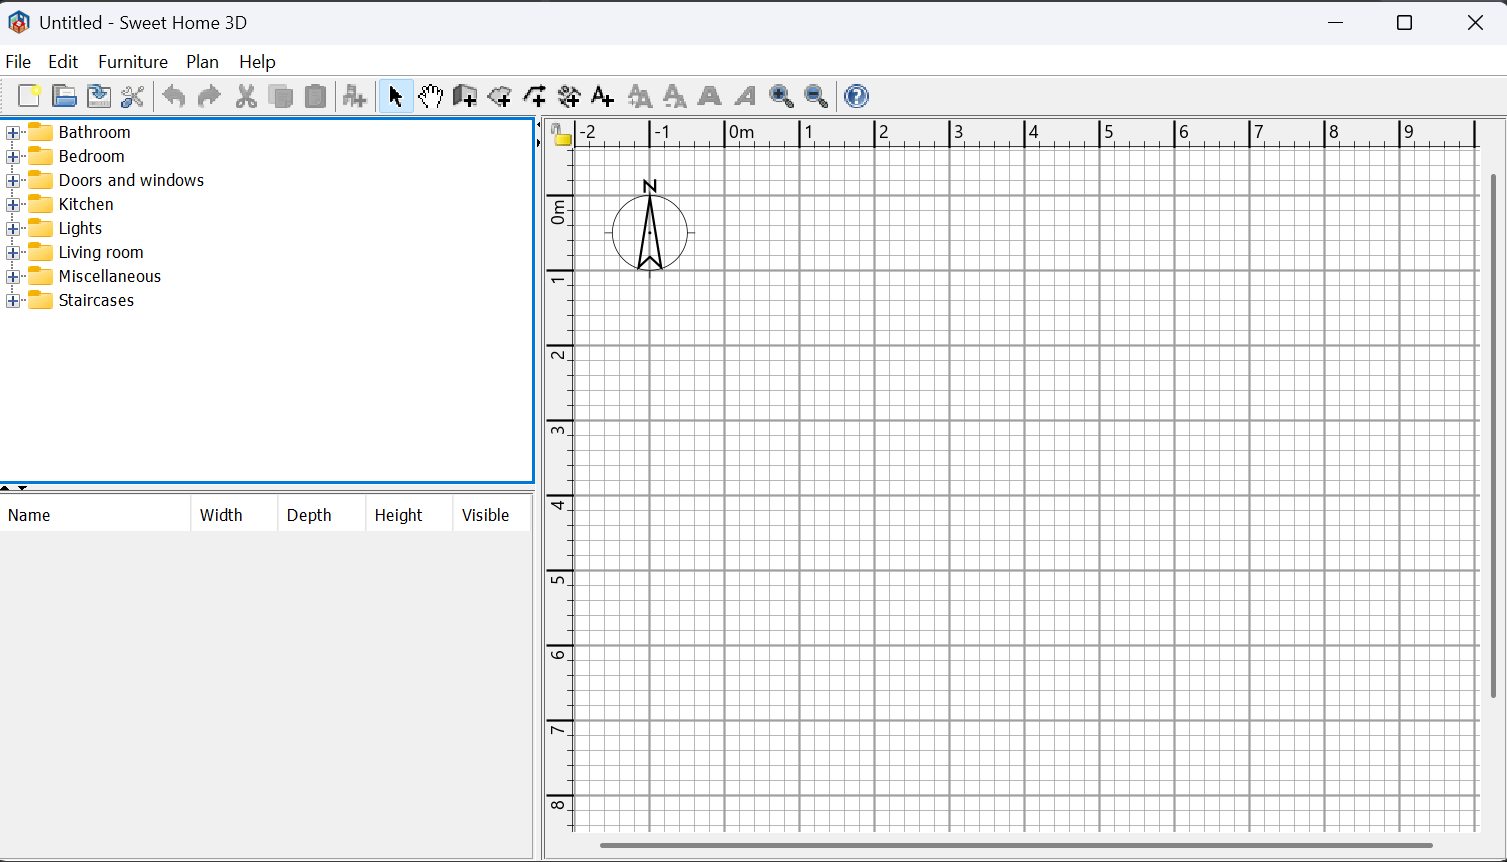 Untitled - Sweet Home 3D
File Edit Furniture Plan Help
Bathroom
Bedroom
Doors and windows
Kitchen
Lights
Living room
Miscellaneous
Staircases
Name Width Depth Height Visible
-2 -1 0m 1 2 3 4 5 6 7 8 9
N
0m
1
2
3
4
5
6
7
8